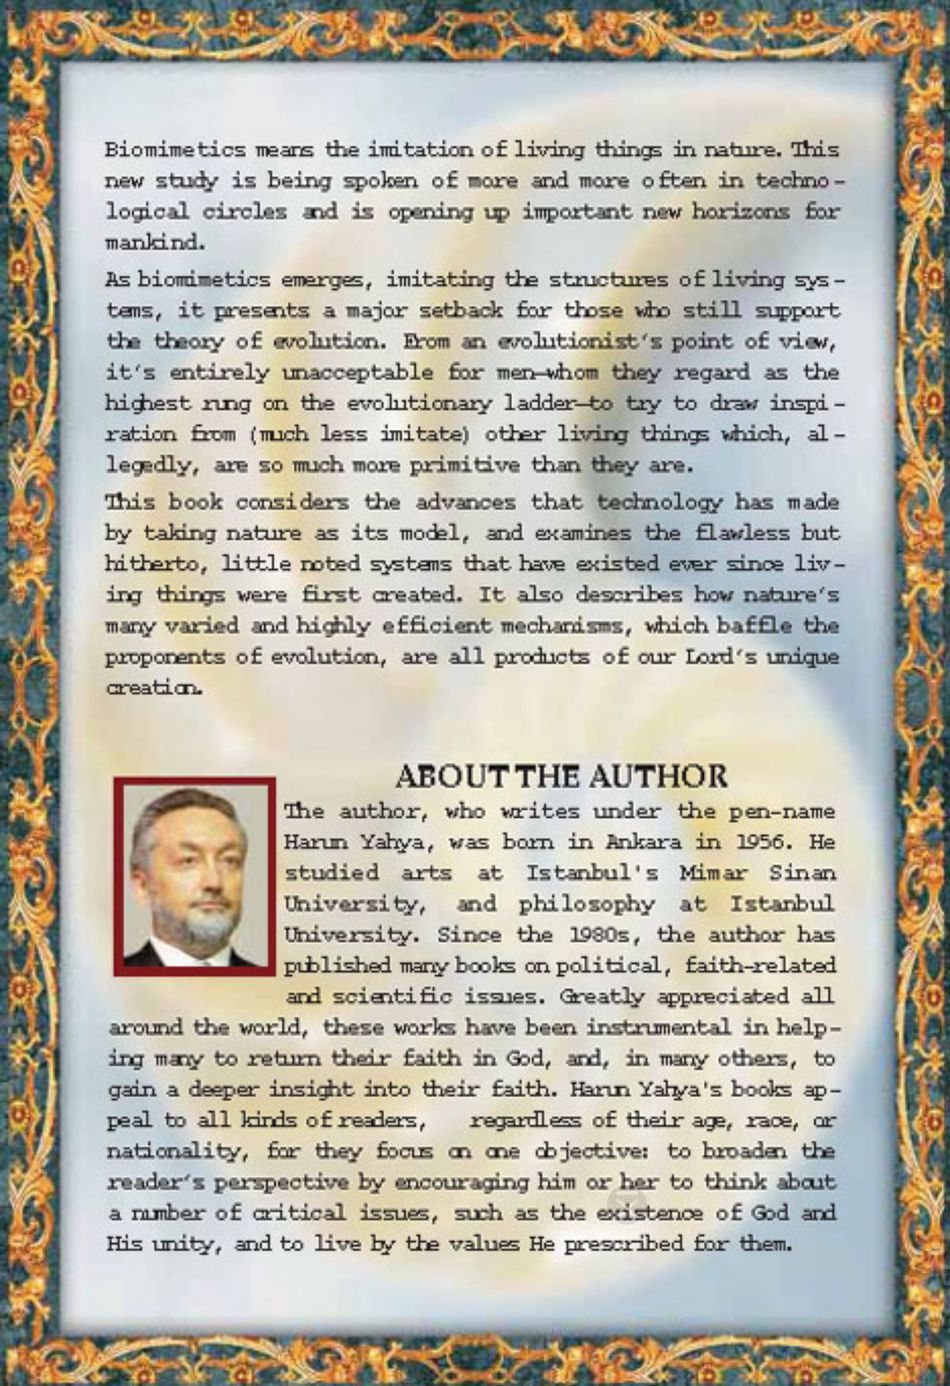 Biomimetics means the imitation of living things in nature. This
new study is being spoken of more and more often in techno-
logical circles and is opening up important new horizons for
mankind.
As biomimetics emerges, imitating the structures of living sys-
tems, it presents a major setback for those who still support
the theory of evolution. From an evolutionist's point of view,
it's entirely unacceptable for men—whom they regard as the
highest rung on the evolutionary ladder—to try to draw inspi-
ration from (much less imitate) other living things which, al-
legedly, are so much more primitive than they are.
This book considers the advances that technology has made
by taking nature as its model, and examines the flawless but
hitherto, little noted systems that have existed ever since liv-
ing things were first created. It also describes how nature's
many varied and highly efficient mechanisms, which baffle the
proponents of evolution, are all products of our Lord's unique
creation.
ABOUT THE AUTHOR
The author, who writes under the pen-name
Harun Yahya, was born in Ankara in 1956. He
studied arts at Istanbul's Mimar Sinan
University, and philosophy at Istanbul
University. Since the 1980s, the author has
published many books on political, faith-related
and scientific issues. Greatly appreciated all
around the world, these works have been instrumental in help-
ing many to return their faith in God, and, in many others, to
gain a deeper insight into their faith. Harun Yahya's books ap-
peal to all kinds of readers, regardless of their age, race, or
nationality, for they focus on one objective: to broaden the
reader's perspective by encouraging him or her to think about
a number of critical issues, such as the existence of God and
His unity, and to live by the values He prescribed for them.